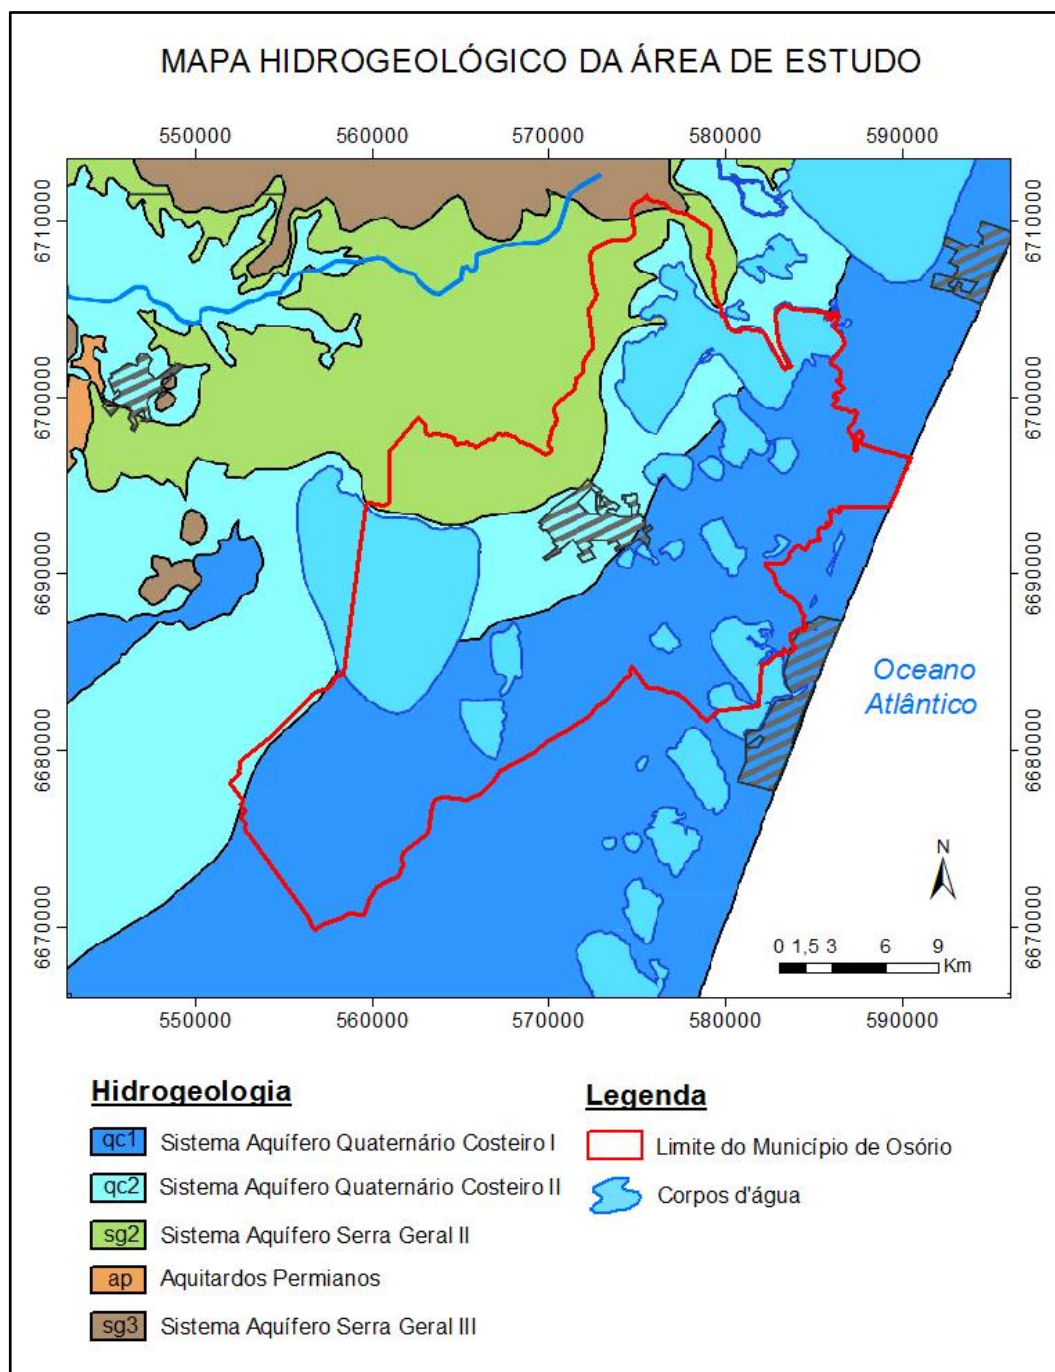 MAPA HIDROGEOLÓGICO DA ÁREA DE ESTUDO
550000 560000 570000 580000 590000
6710000 6710000
6700000 6700000
6690000 6690000
6680000 6680000
6670000 6670000
Oceano
Atlântico
N
0 1,5 3 6 9
Km
550000 560000 570000 580000 590000
Hidrogeologia
qc1 Sistema Aquífero Quaternário Costeiro I
qc2 Sistema Aquífero Quaternário Costeiro II
sg2 Sistema Aquífero Serra Geral II
ap Aquitardos Permianos
sg3 Sistema Aquífero Serra Geral III
Legenda
Limite do Município de Osório
Corpos d'água